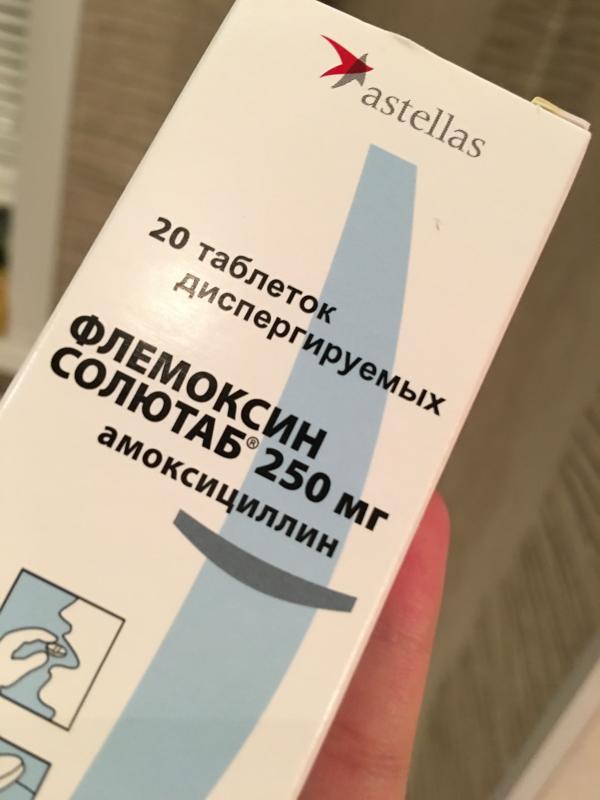 astellas
20 таблеток
диспергируемых
ФЛЕМОКСИН
СОЛЮТАБ® 250 мг
амоксициллин